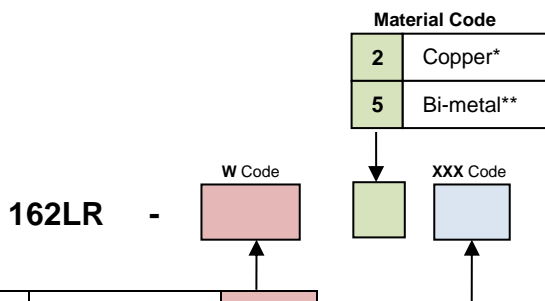 Material Code
2 Copper*
5 Bi-metal**
W Code
XXX Code
162LR -